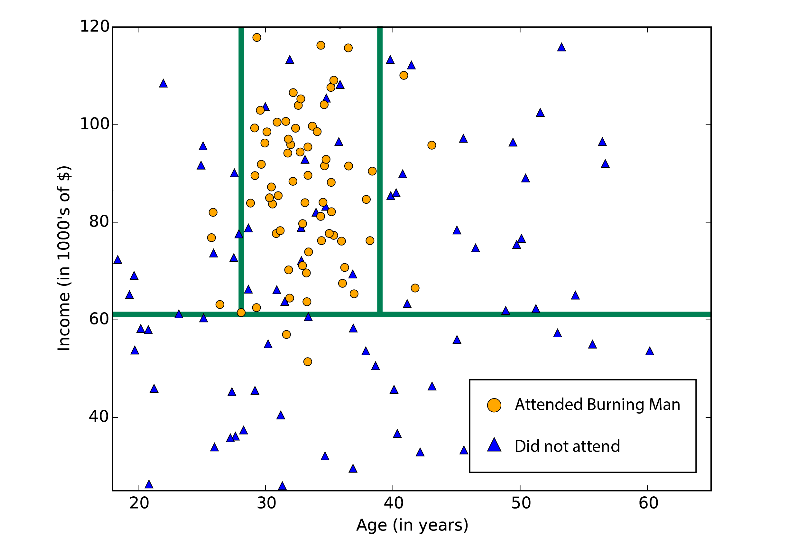 120
100
80
60
40
Income (in 1000's of $)
Attended Burning Man
Did not attend
20
30
40
50
60
Age (in years)